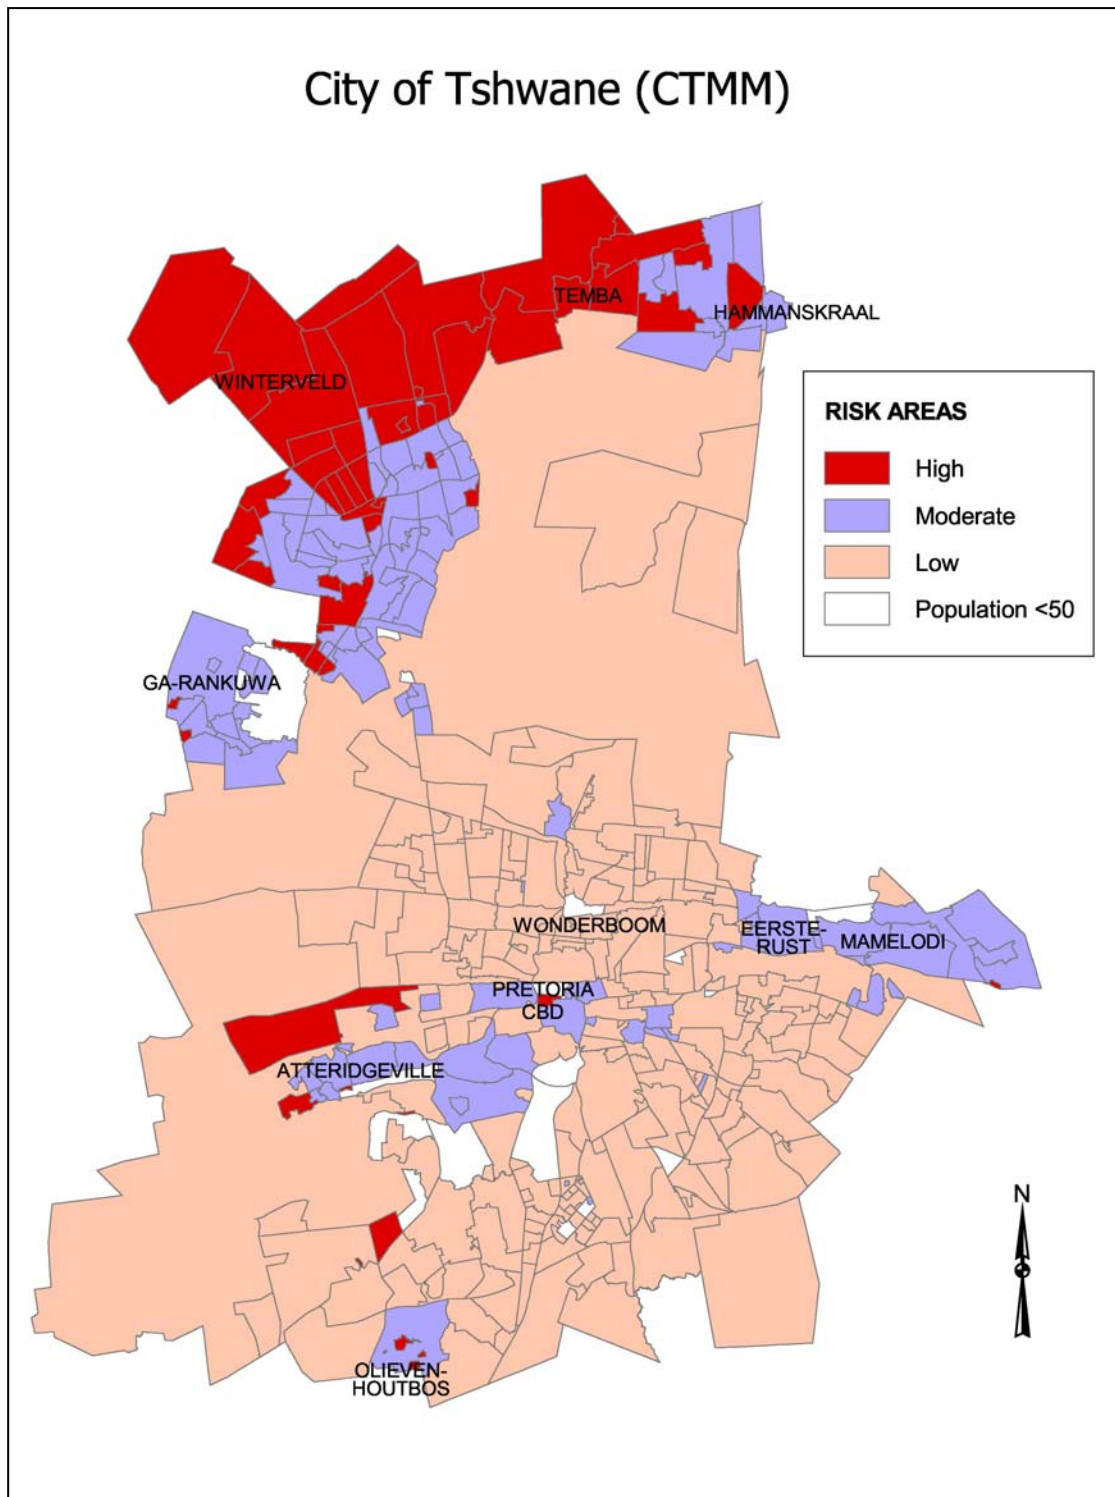 City of Tshwane (CTMM)
TEMBA
HAMMANSKRAAL
WINTERVELD
RISK AREAS
High
Moderate
Low
Population <50
GA-RANKUWA
WONDERBOOM
EERSTE-
RUST
MAMELODI
PRETORIA
CBD
ATTERIDGEVILLE
N
OLIEVEN-
HOUTBOS